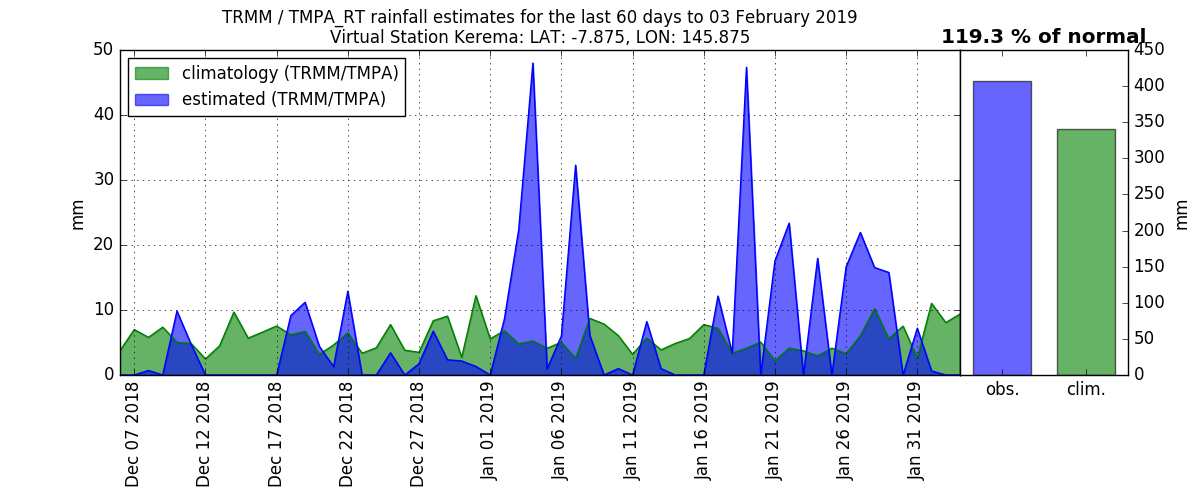 TRMM / TMPA_RT rainfall estimates for the last 60 days to 03 February 2019
Virtual Station Kerema: LAT: -7.875, LON: 145.875
119.3 % of normal
climatology (TRMM/TMPA)
estimated (TRMM/TMPA)
50
40
30
20
10
0
mm
450
400
350
300
250
200
150
100
50
0
mm
obs.
clim.
Dec 07 2018
Dec 12 2018
Dec 17 2018
Dec 22 2018
Dec 27 2018
Jan 01 2019
Jan 06 2019
Jan 11 2019
Jan 16 2019
Jan 21 2019
Jan 26 2019
Jan 31 2019